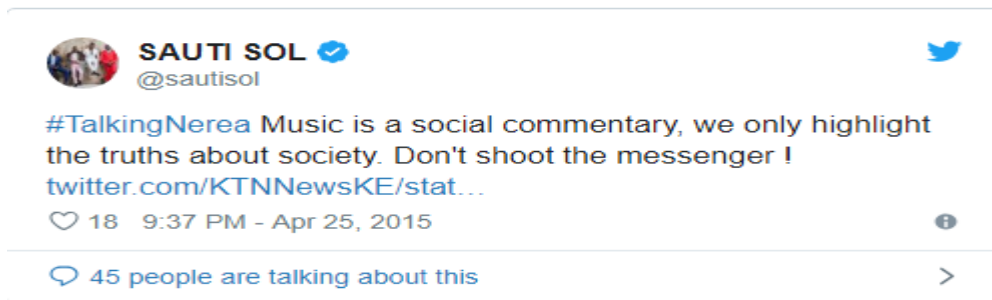 SAUTI SOL
@sautisol
#TalkingNerea Music is a social commentary, we only highlight
the truths about society. Don't shoot the messenger !
twitter.com/KTNNewsKE/stat...
18 9:37 PM - Apr 25, 2015
45 people are talking about this